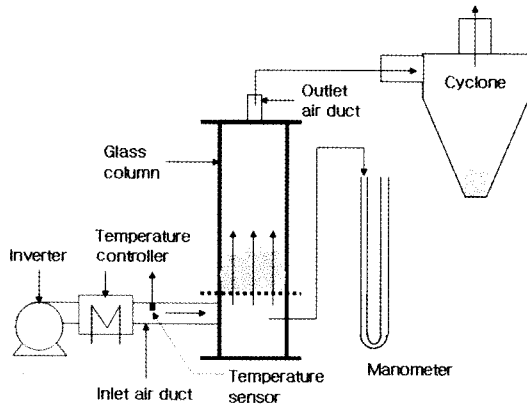 Outlet
air duct
Cyclone
Glass
column
Temperature
controller
Inverter
Inlet air duct
Temperature
sensor
Manometer